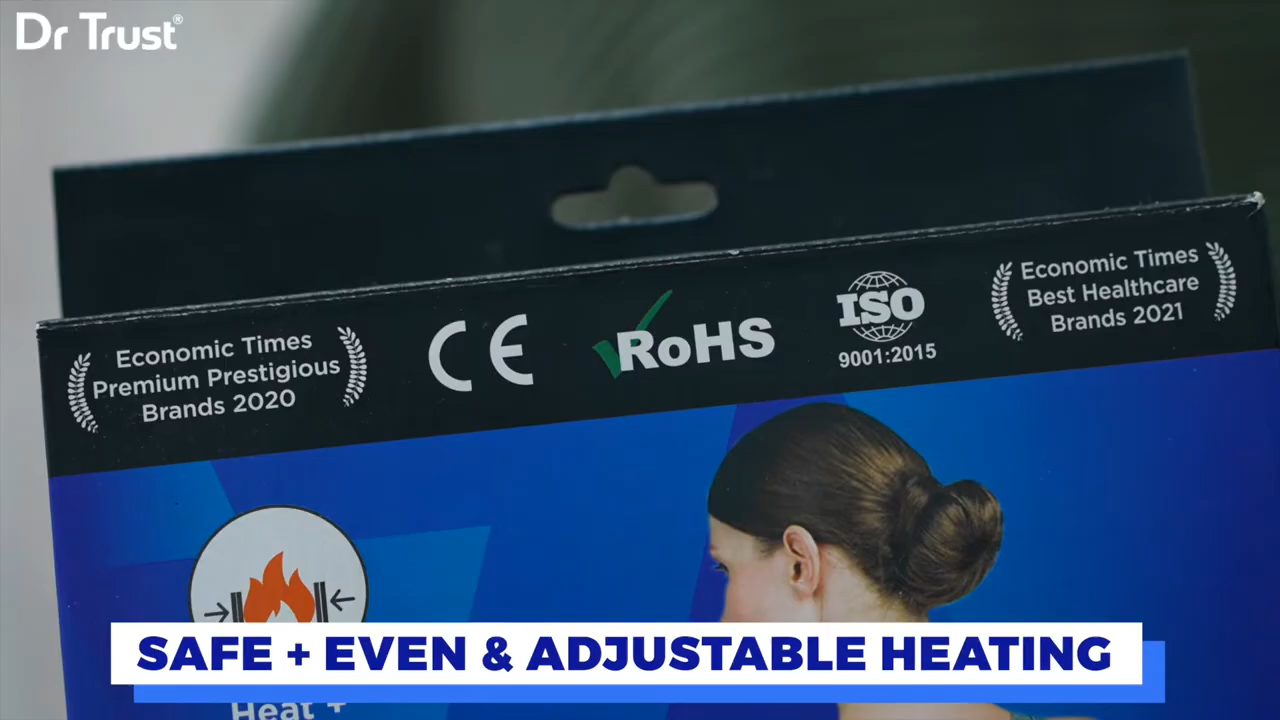 Dr Trust®
Economic Times
Premium Prestigious
Brands 2020
CE
RoHS
ISO
9001:2015
Economic Times
Best Healthcare
Brands 2021
SAFE + EVEN & ADJUSTABLE HEATING
Heat +